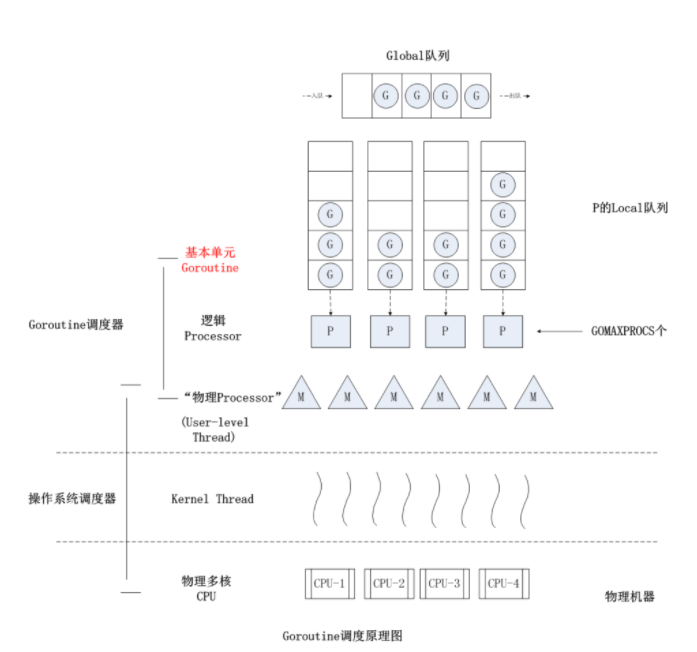 Global队列
---入队
G G G G
---出队
G
G G
G G G G
G G G G
P的Local队列
基本单元
Goroutine
Goroutine调度器
逻辑
Processor
P P P P
GOMAXPROCS个
“物理Processor”
M M M M M M
(User-level
Thread)
操作系统调度器
Kernel Thread
物理多核
CPU
CPU-1 CPU-2 CPU-3 CPU-4
物理机器
Goroutine调度原理图